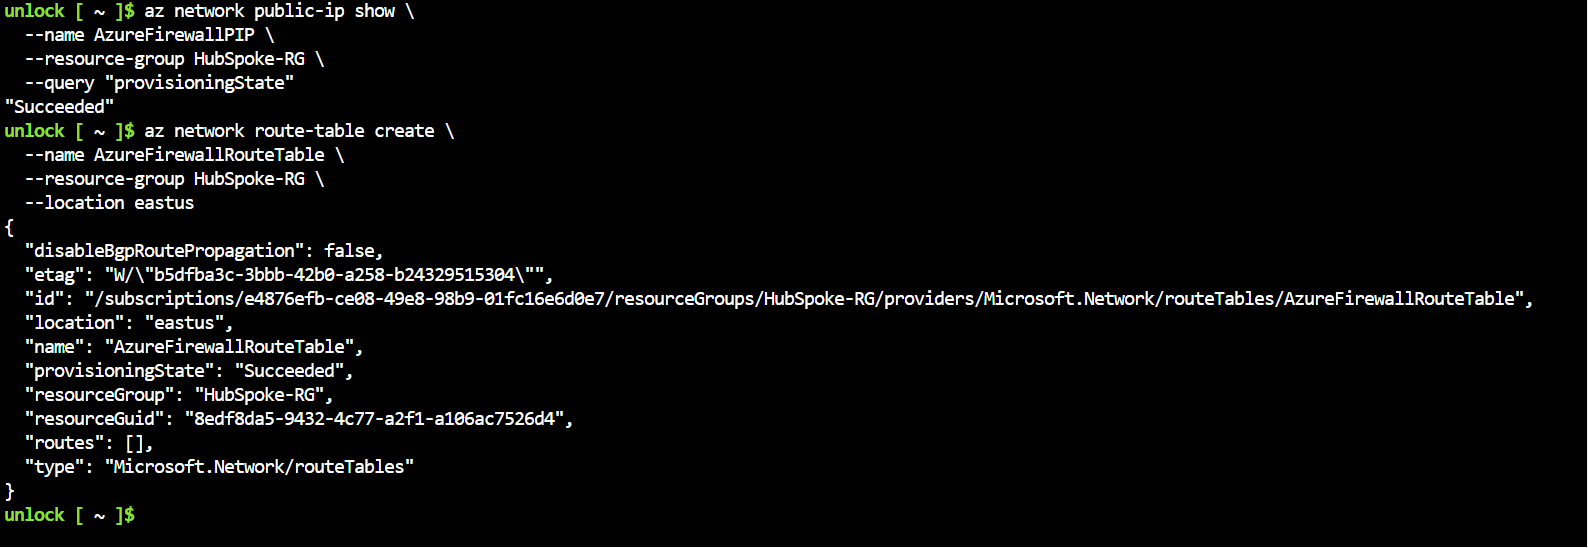 unlock [ ~ ]$ az network public-ip show \
  --name AzureFirewallPIP \
  --resource-group HubSpoke-RG \
  --query "provisioningState"
"Succeeded"
unlock [ ~ ]$ az network route-table create \
  --name AzureFirewallRouteTable \
  --resource-group HubSpoke-RG \
  --location eastus
{
  "disableBgpRoutePropagation": false,
  "etag": "W/\"b5dfba3c-3bbb-42b0-a258-b24329515304\"",
  "id": "/subscriptions/e4876efb-ce08-49e8-98b9-01fc16e6d0e7/resourceGroups/HubSpoke-RG/providers/Microsoft.Network/routeTables/AzureFirewallRouteTable",
  "location": "eastus",
  "name": "AzureFirewallRouteTable",
  "provisioningState": "Succeeded",
  "resourceGroup": "HubSpoke-RG",
  "resourceGuid": "8edf8da5-9432-4c77-a2f1-a106ac7526d4",
  "routes": [],
  "type": "Microsoft.Network/routeTables"
}
unlock [ ~ ]$